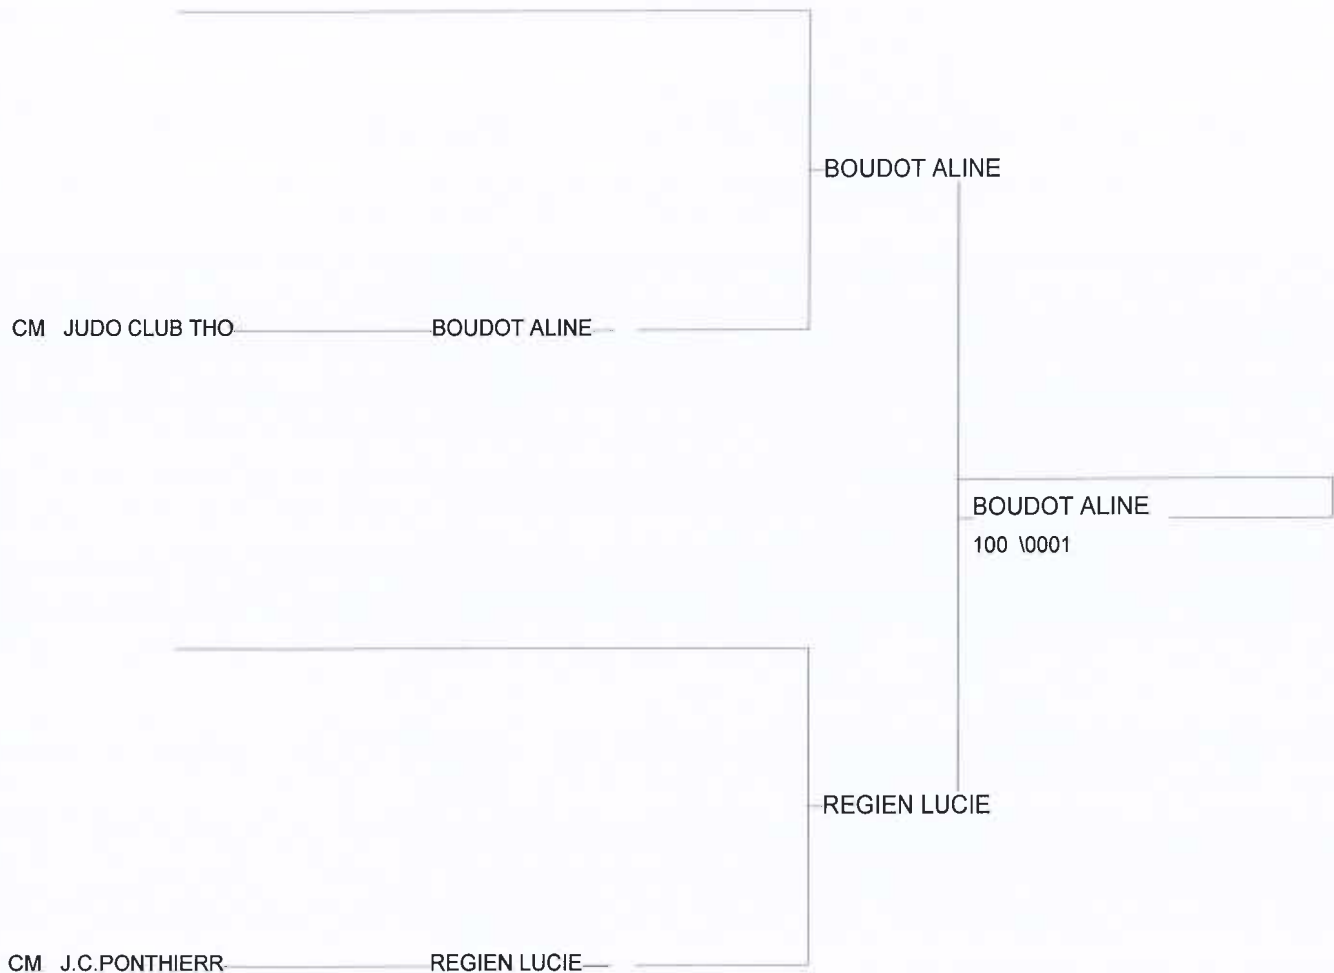 BOUDOT ALINE
CM JUDO CLUB THO BOUDOT ALINE
BOUDOT ALINE
100 \0001
REGIEN LUCIE
CM J.C.PONTHIERR REGIEN LUCIE